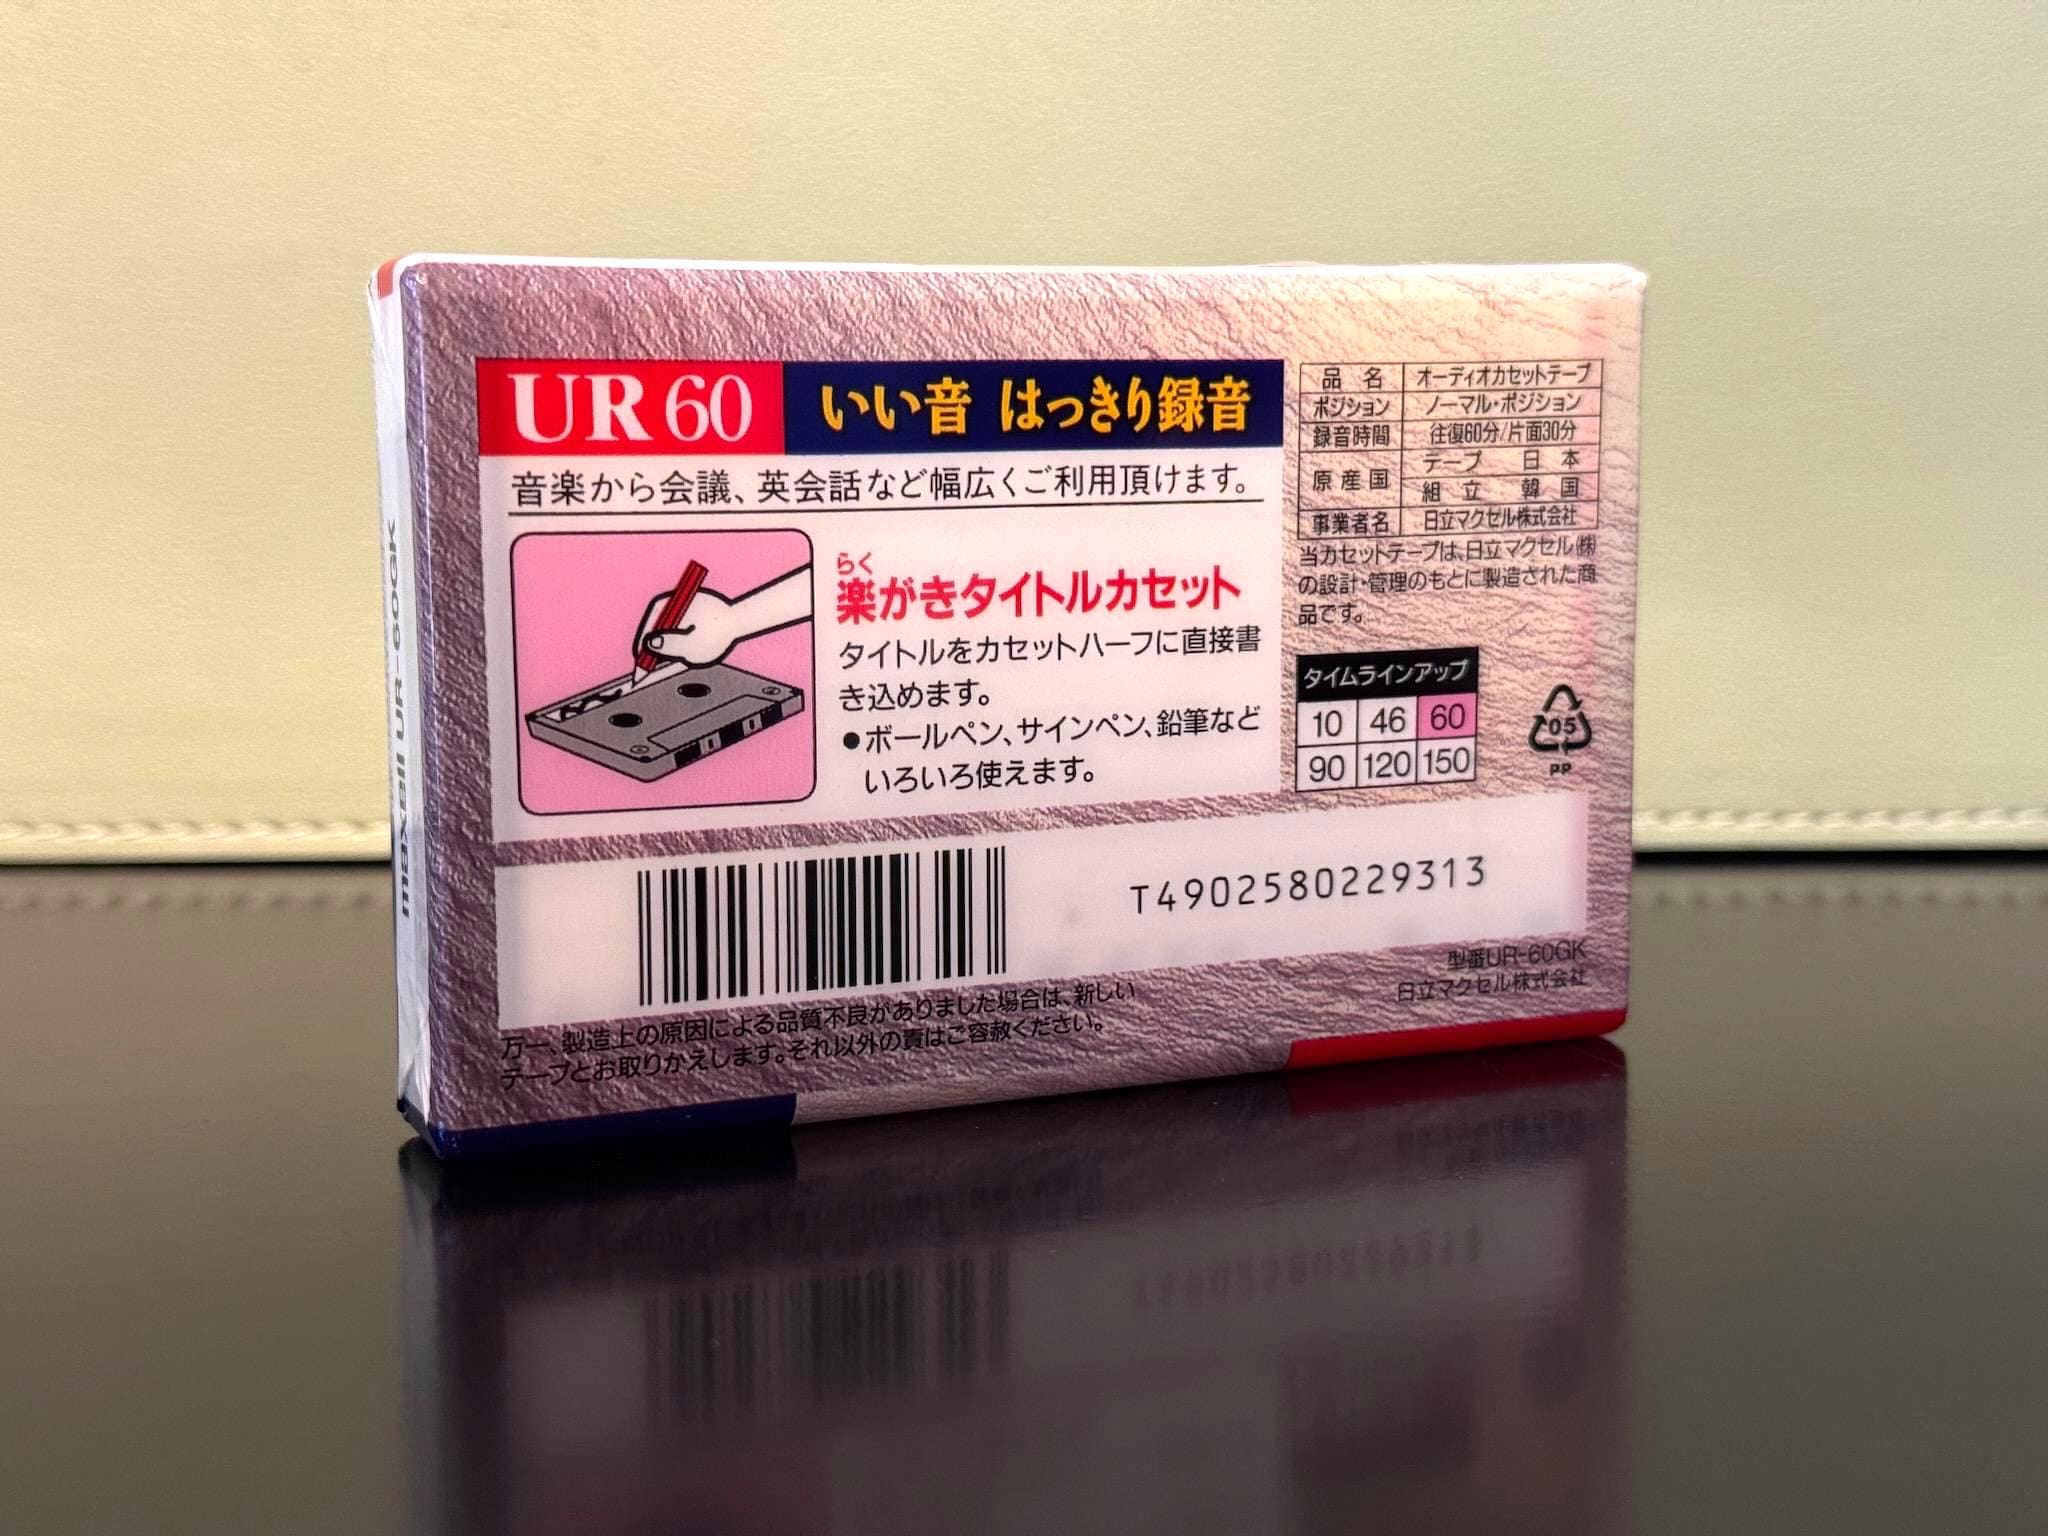 maxell UR-60GK
UR 60
いい音 はっきり録音
音楽から会議、英会話など幅広くご利用頂けます。
らく
楽がきタイトルカセット
タイトルをカセットハーフに直接書
き込めます。
●ボールペン、サインペン、鉛筆など
いろいろ使えます。
品名 オーディオカセットテープ
ポジション ノーマル・ポジション
録音時間 往復60分/片面30分
原産国 テープ 日本
組立 韓国
事業者名 日立マクセル株式会社
当カセットテープは、日立マクセル㈱
の設計・管理のもとに製造された商
品です。
タイムラインアップ
10 46 60
90 120 150
05
PP
T4902580229313
型番UR-60GK
日立マクセル株式会社
万一、製造上の原因による品質不良がありました場合は、新しい
テープとお取りかえします。それ以外の責はご容赦ください。